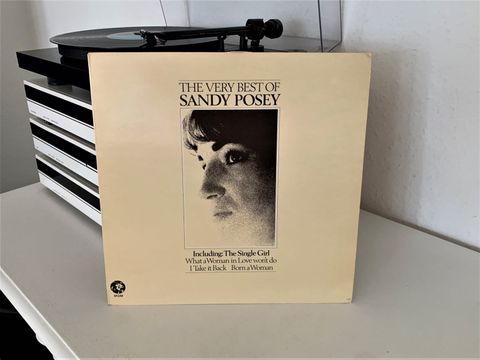 THE VERY BEST OF
SANDY POSEY
Including: The Single Girl
What a Woman in Love won't do
I Take it Back Born a Woman